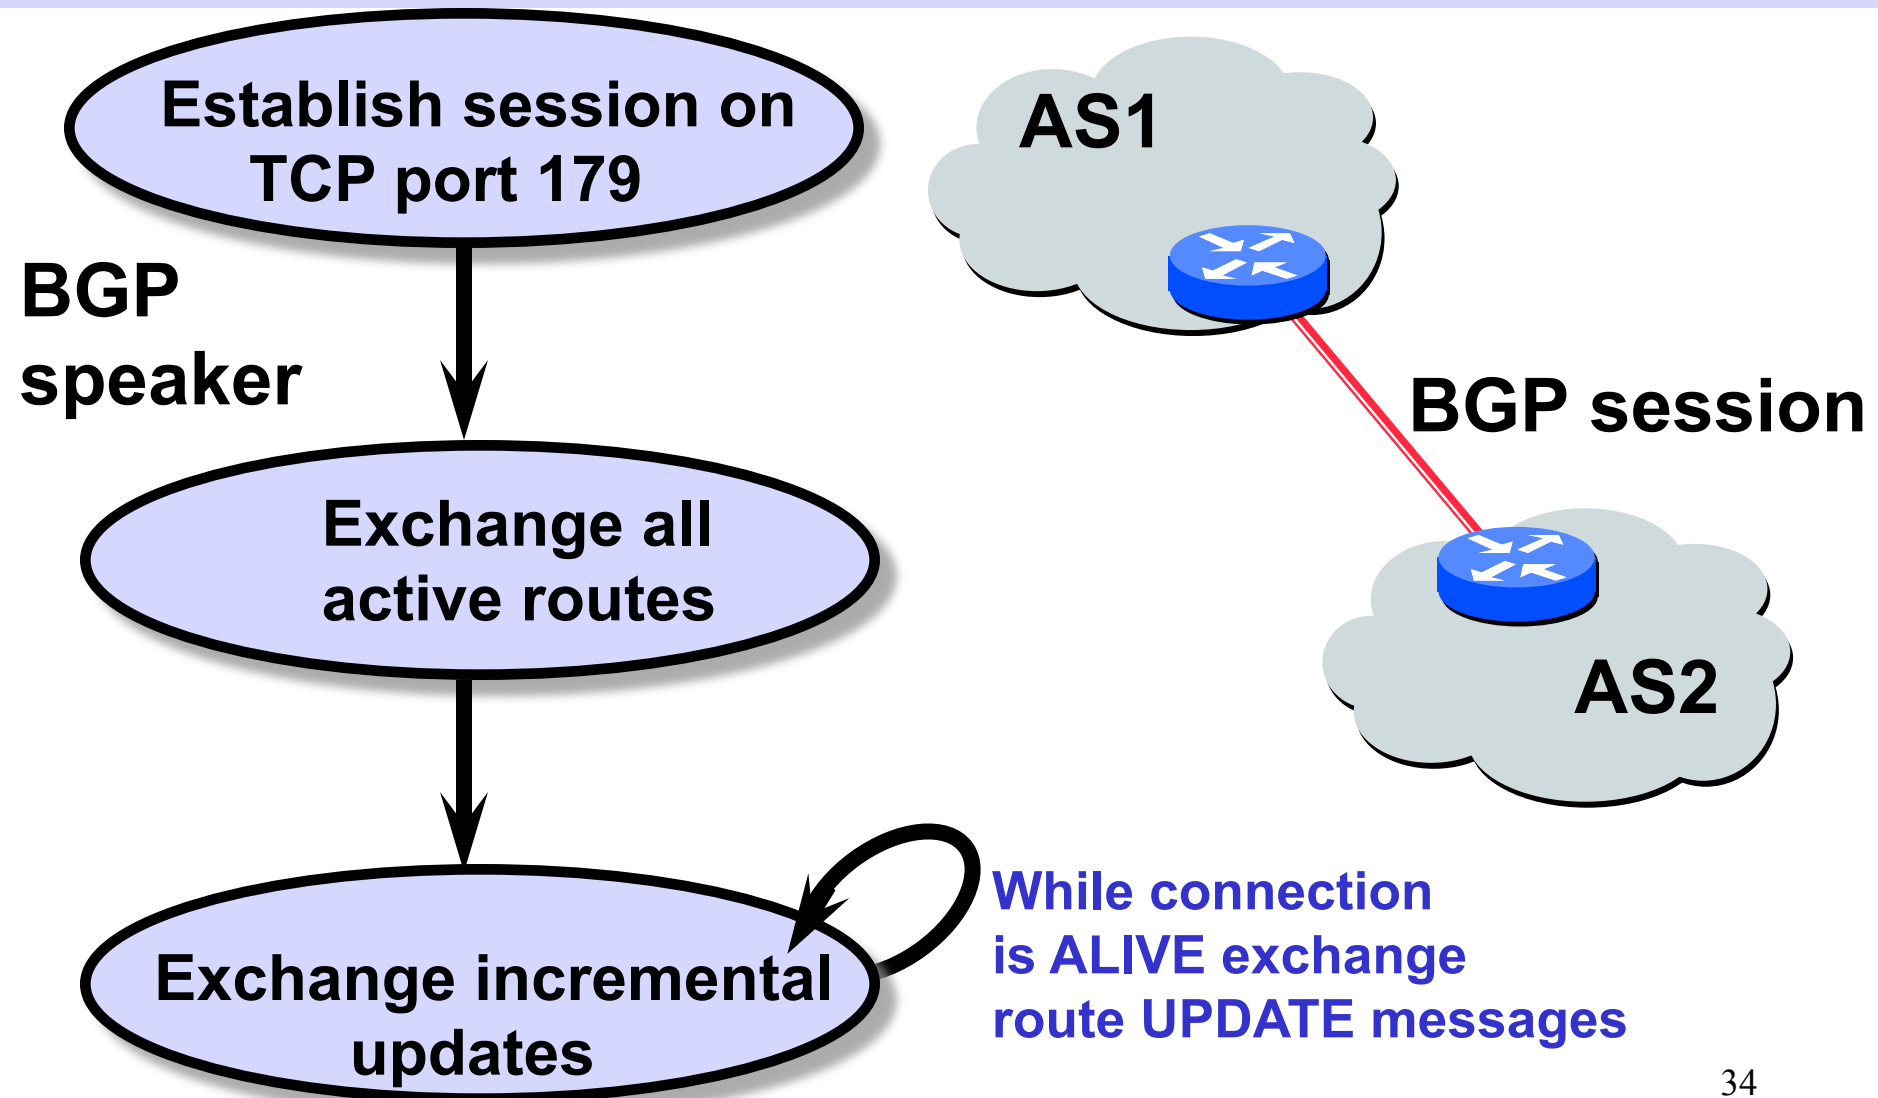 Establish session on
TCP port 179
BGP
speaker
Exchange all
active routes
Exchange incremental
updates
AS1
BGP session
AS2
While connection
is ALIVE exchange
route UPDATE messages
34